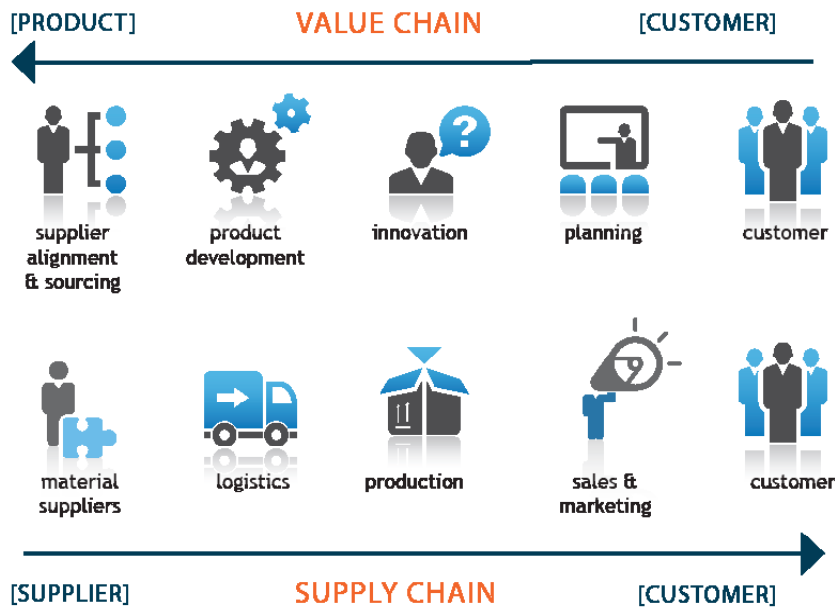 [PRODUCT] VALUE CHAIN [CUSTOMER]
?
supplier alignment & sourcing
product development
innovation
planning
customer
material suppliers
logistics
production
sales & marketing
customer
[SUPPLIER] SUPPLY CHAIN [CUSTOMER]